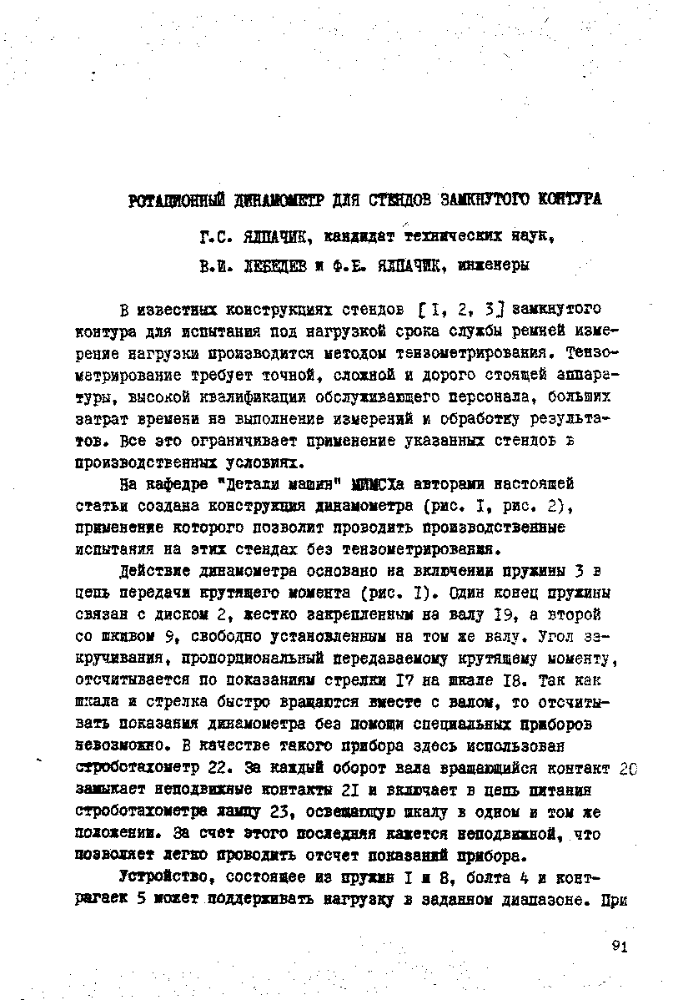 РОТАЦИОННЫЙ ДИНАМОМЕТР ДЛЯ СТЕНДОВ ЗАМКНУТОГО КОНТУРА
Г.С. ЯЛПАЧИК, кандидат технических наук,
В.И. ЛЕБЕДЕВ и Ф.Е. ЯЛПАЧИК, инженеры
В известных конструкциях стендов [I, 2, 3] замкнутого
контура для испытания под нагрузкой срока службы ремней изме-
рение нагрузки производится методом тензометрирования. Тензо-
метрирование требует точной, сложной и дорого стоящей аппара-
туры, высокой квалификации обслуживающего персонала, больших
затрат времени на выполнение измерений и обработку результа-
тов. Все это ограничивает применение указанных стендов в
производственных условиях.
На кафедре "Детали машин" МИМСХа авторами настоящей
статьи создана конструкция динамометра (рис. I, рис. 2),
применение которого позволит проводить производственные
испытания на этих стендах без тензометрирования.
Действие динамометра основано на включении пружины 3 в
цепь передачи крутящего момента (рис. I). Один конец пружины
связан с диском 2, жестко закрепленным на валу I9, а второй
со шкивом 9, свободно установленным на том же валу. Угол за-
кручивания, пропорциональный передаваемому крутящему моменту,
отсчитывается по показаниям стрелки I7 на шкале I8. Так как
шкала и стрелка быстро вращаются вместе с валом, то отсчиты-
вать показания динамометра без помощи специальных приборов
невозможно. В качестве такого прибора здесь использован
строботахометр 22. За каждый оборот вала вращающийся контакт 20
замыкает неподвижные контакты 2I и включает в цепь питания
строботахометра лампу 23, освещающую шкалу в одном и том же
положении. За счет этого последняя кажется неподвижной, что
позволяет легко проводить отсчет показаний прибора.
Устройство, состоящее из пружин I и 8, болта 4 и конт-
рагаек 5 может поддерживать нагрузку в заданном диапазоне. При
91